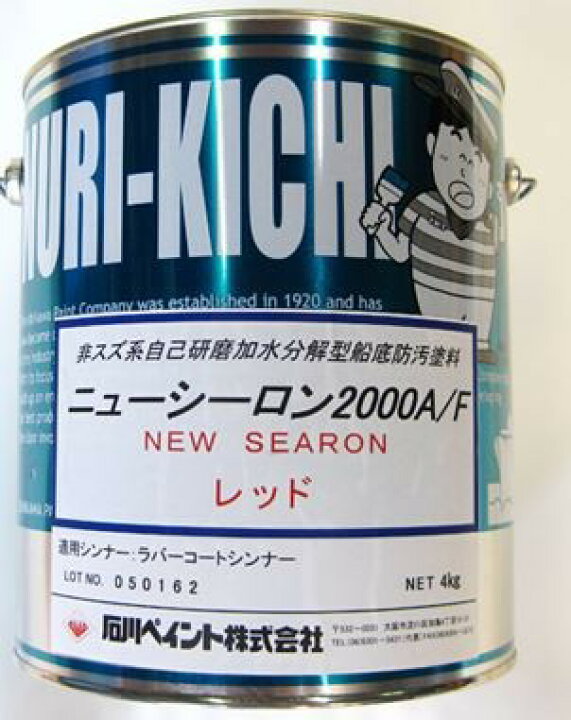 NURI-KICHI
Paint Company was established in 1920 and has
非スズ系自己研磨加水分解型船底防汚塗料
ニューシーロン2000A/F
NEW SEARON
レッド
適用シンナー:ラバーコートシンナー
LOT NO. 050162
NET 4kg
石川ペイント株式会社